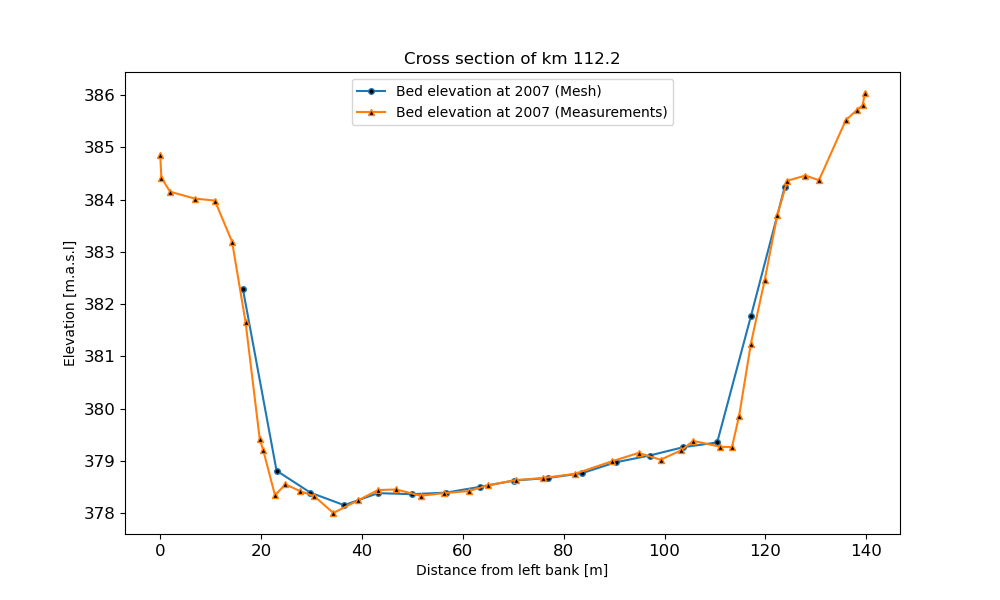 Cross section of km 112.2
Bed elevation at 2007 (Mesh)
Bed elevation at 2007 (Measurements)
386
385
384
383
382
381
380
379
378
Elevation [m.a.s.l]
0 20 40 60 80 100 120 140
Distance from left bank [m]